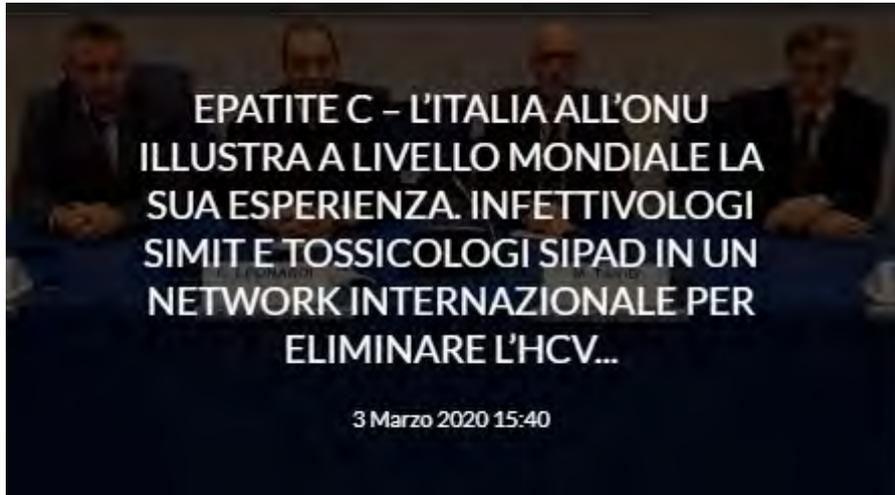 EPATITE C – L'ITALIA ALL'ONU
ILLUSTRA A LIVELLO MONDIALE LA
SUA ESPERIENZA. INFETTIVOLOGI
SIMIT E TOSSICOLOGI SIPAD IN UN
NETWORK INTERNAZIONALE PER
ELIMINARE L'HCV...
3 Marzo 2020 15:40